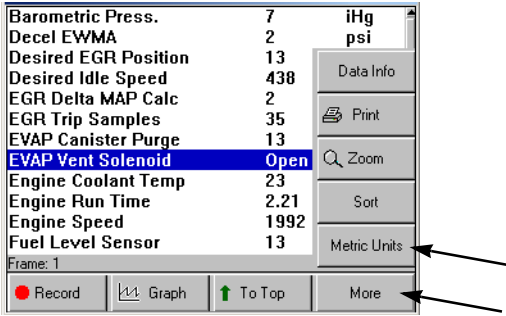 Barometric Press. 7 iHg
Decel EWMA 2 psi
Desired EGR Position 13
Desired Idle Speed 438
EGR Delta MAP Calc 2
EGR Trip Samples 35
EVAP Canister Purge 13
EVAP Vent Solenoid Open
Engine Coolant Temp 23
Engine Run Time 2.21
Engine Speed 1992
Fuel Level Sensor 13
Data Info
Print
Zoom
Sort
Metric Units
Frame: 1
Record Graph To Top More